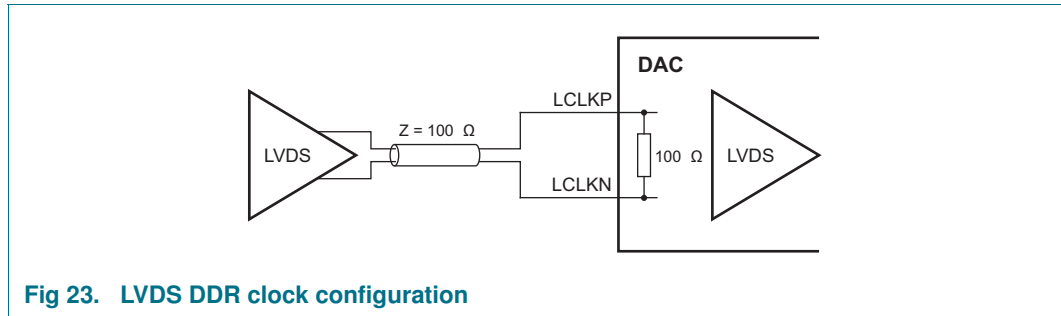 DAC
LCLKP
Z = 100 Ω
LVDS
100 Ω
LVDS
LCLKN
Fig 23. LVDS DDR clock configuration